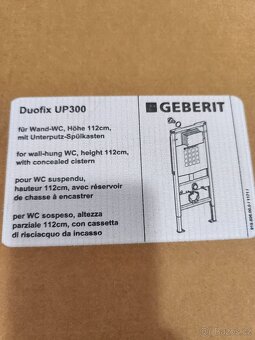 Duofix UP300
GEBERIT
für Wand-WC, Höhe 112cm,
mit Unterputz-Spülkasten
for wall-hung WC, height 112cm,
with concealed cistern
pour WC suspendu,
hauteur 112cm, avec réservoir
de chasse à encastrer
per WC sospeso, altezza
parziale 112cm, con cassetta
di risciacquo da incasso